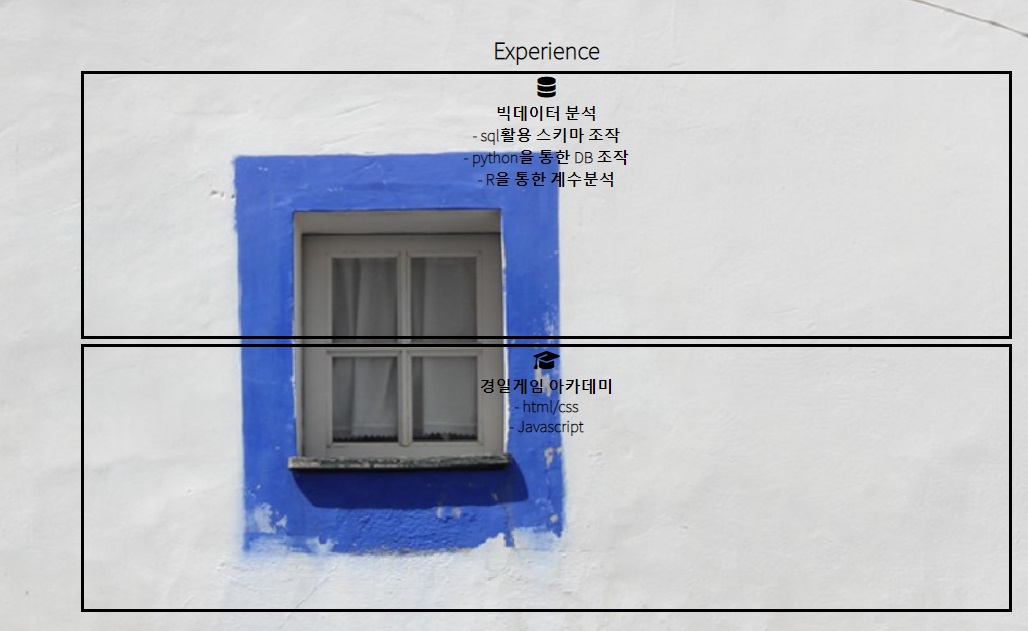 Experience
빅데이터 분석
- sql활용 스키마 조작
- python을 통한 DB 조작
- R을 통한 계수분석
경일게임 아카데미
- html/css
- Javascript